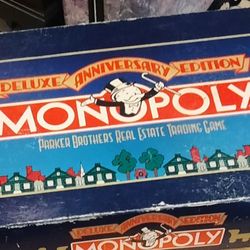 DELUXE ANNIVERSARY EDITION
MONOPOLY
PARKER BROTHERS REAL ESTATE TRADING GAME
DELUXE ANNIVERSARY EDITION
MONOPOLY